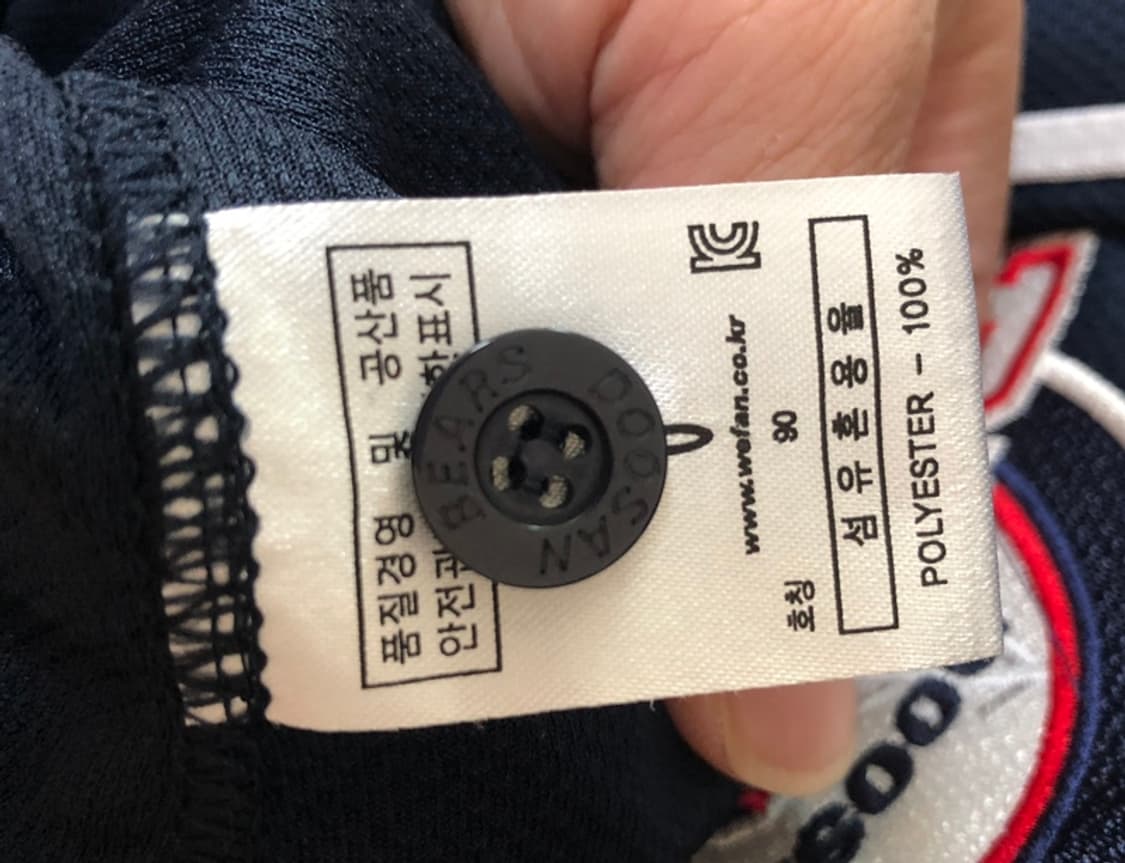 품질경영 및 공산품
안전관 한표시
www.wefan.co.kr
호칭 90
섬유혼용율
POLYESTER - 100%
DOOSAN BEARS